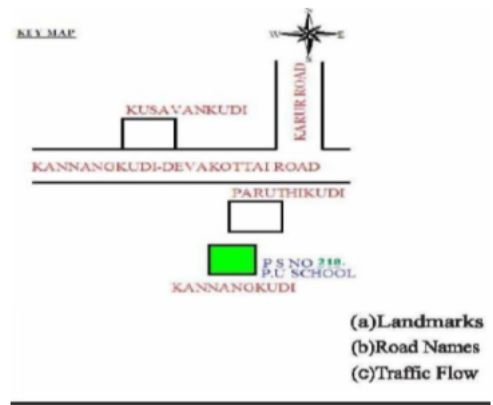 N
KEY MAP
W E
S
KARUR ROAD
KUSAVANKUDI
KANNANGKUDI-DEVAKOTTAI ROAD
PARUTHIKUDI
P S NO 210.
P.U SCHOOL
KANNANGKUDI
(a)Landmarks
(b)Road Names
(c)Traffic Flow